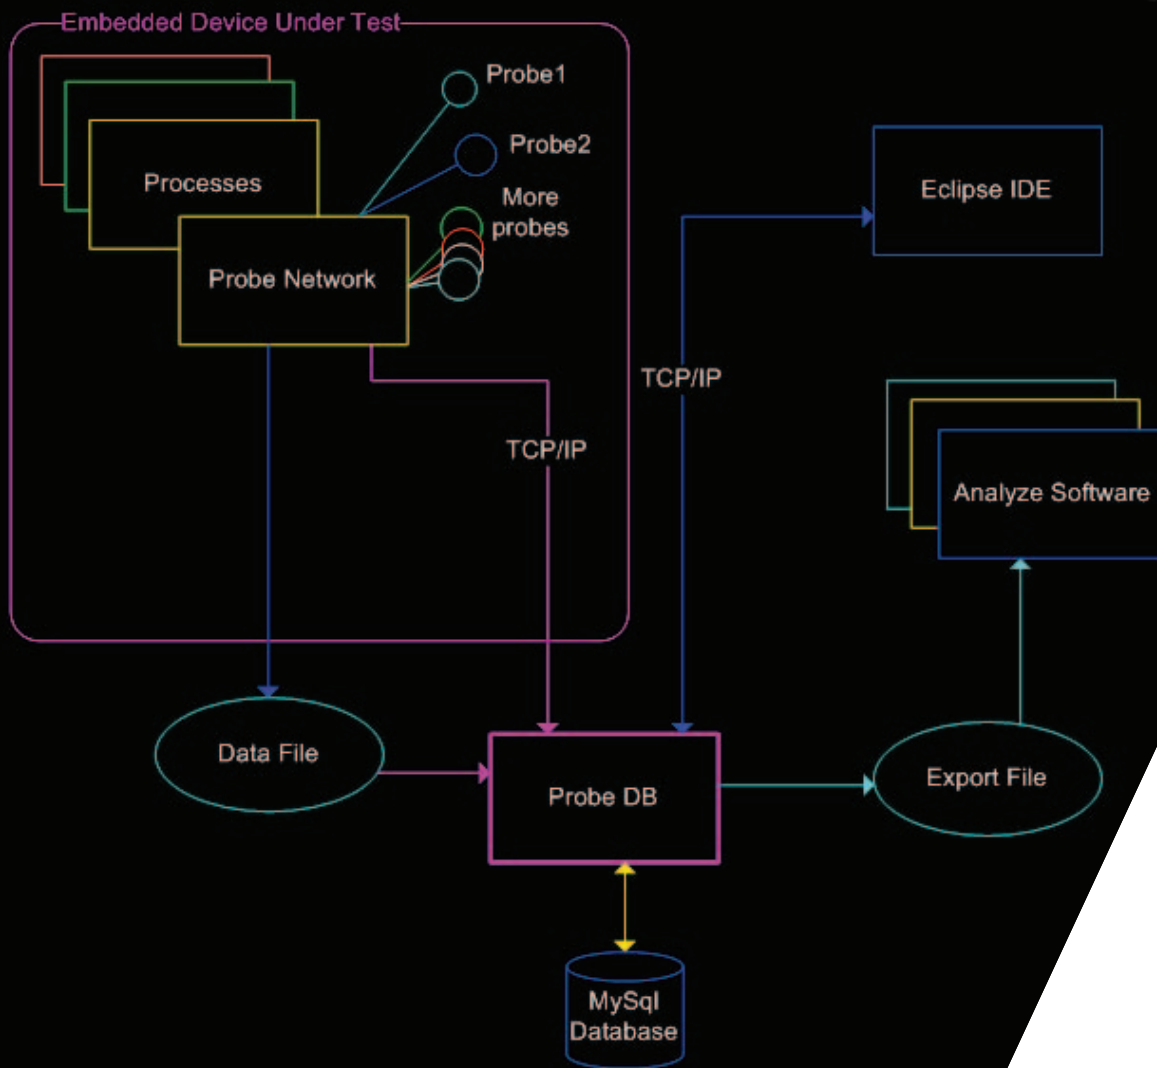 Embedded Device Under Test
Probe1
Probe2
More
probes
Processes
Probe Network
Eclipse IDE
TCP/IP
TCP/IP
Analyze Software
Data File
Probe DB
Export File
MySql
Database